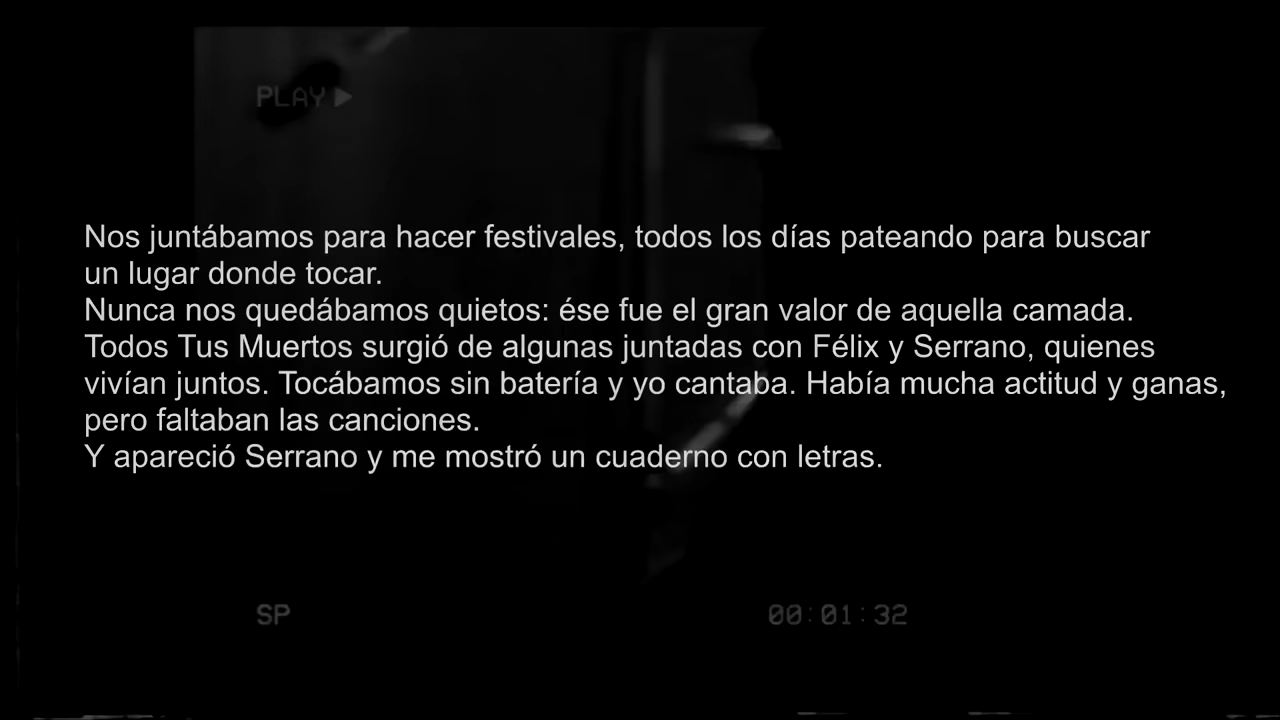 PLAY
Nos juntábamos para hacer festivales, todos los días pateando para buscar
un lugar donde tocar.
Nunca nos quedábamos quietos: ése fue el gran valor de aquella camada.
Todos Tus Muertos surgió de algunas juntadas con Félix y Serrano, quienes
vivían juntos. Tocábamos sin batería y yo cantaba. Había mucha actitud y ganas,
pero faltaban las canciones.
Y apareció Serrano y me mostró un cuaderno con letras.
SP
00:01:32